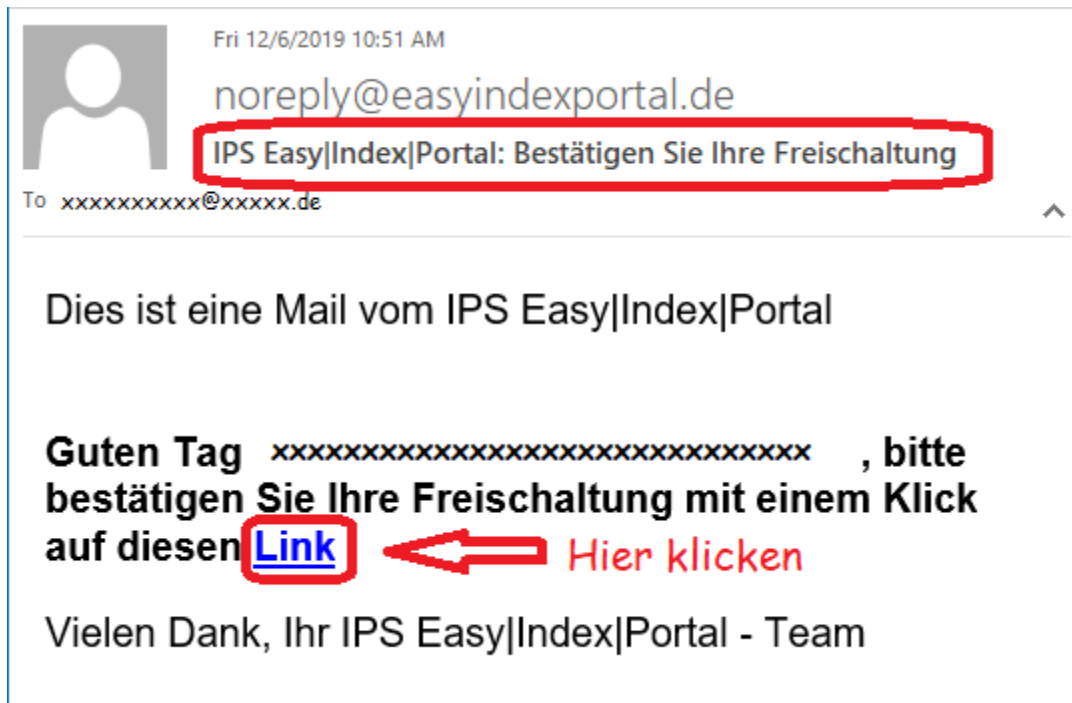 Fri 12/6/2019 10:51 AM
noreply@easyindexportal.de
IPS Easy|Index|Portal: Bestätigen Sie Ihre Freischaltung
To xxxxxxxxxx@xxxxx.de
Dies ist eine Mail vom IPS Easy|Index|Portal
Guten Tag xxxxxxxxxxxxxxxxxxxxxxxxxxxxxx , bitte
bestätigen Sie Ihre Freischaltung mit einem Klick
auf diesen Link Hier klicken
Vielen Dank, Ihr IPS Easy|Index|Portal - Team